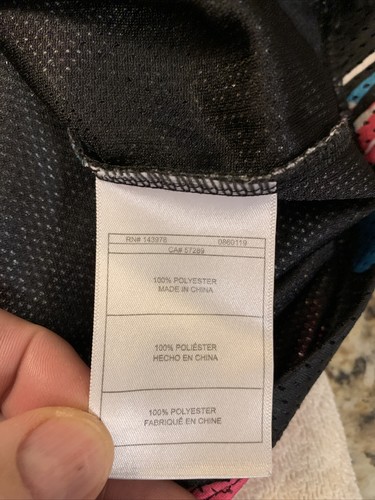 RN# 143978 0860119
CA# 57289
100% POLYESTER
MADE IN CHINA
100% POLIÉSTER
HECHO EN CHINA
100% POLYESTER
FABRIQUÉ EN CHINE